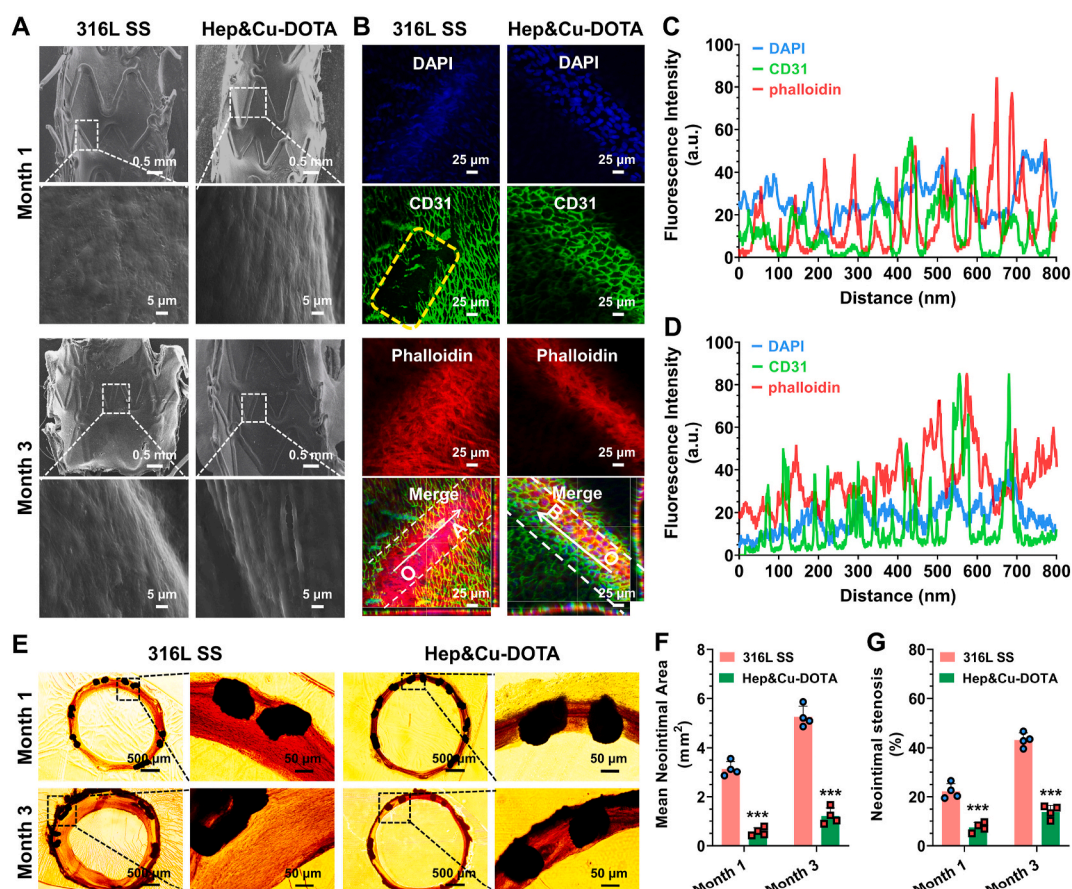 A
316L SS
Hep&Cu-DOTA
Month 1
0.5 mm
0.5 mm
5 μm
5 μm
Month 3
0.5 mm
0.5 mm
5 μm
5 μm
B
316L SS
Hep&Cu-DOTA
DAPI
DAPI
25 μm
25 μm
CD31
CD31
25 μm
25 μm
Phalloidin
Phalloidin
25 μm
25 μm
Merge
Merge
O
O
25 μm
25 μm
C
Fluorescence Intensity
(a.u.)
100
80
60
40
20
0
DAPI
CD31
phalloidin
0 100 200 300 400 500 600 700 800
Distance (nm)
D
Fluorescence Intensity
(a.u.)
100
80
60
40
20
0
DAPI
CD31
phalloidin
0 100 200 300 400 500 600 700 800
Distance (nm)
E
316L SS
Hep&Cu-DOTA
Month 1
500 μm
50 μm
500 μm
50 μm
Month 3
500 μm
50 μm
500 μm
50 μm
F
316L SS
Hep&Cu-DOTA
Mean Neointimal Area
(mm²)
8
7
6
5
4
3
2
1
0
***
***
Month 1
Month 3
G
316L SS
Hep&Cu-DOTA
Neointimal stenosis
(%)
80
60
40
20
0
***
***
Month 1
Month 3